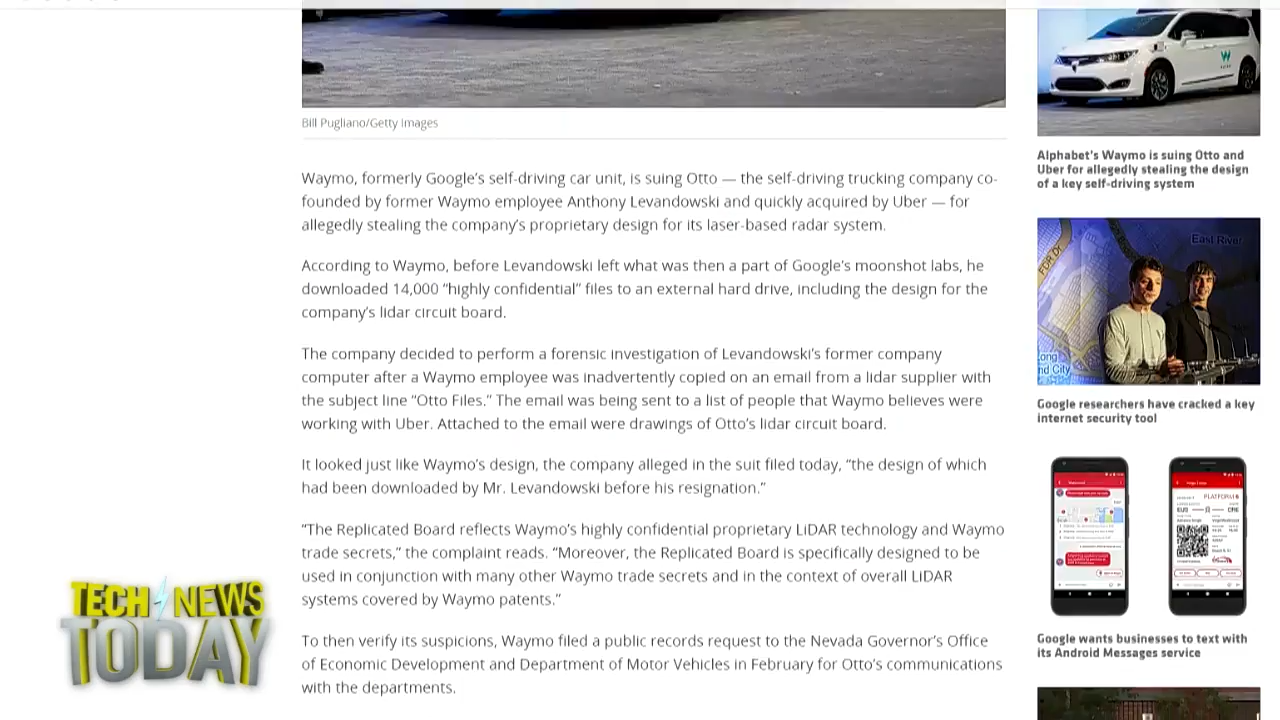 Bill Pugliano/Getty Images
Waymo, formerly Google's self-driving car unit, is suing Otto — the self-driving trucking company co-
founded by former Waymo employee Anthony Levandowski and quickly acquired by Uber — for
allegedly stealing the company's proprietary design for its laser-based radar system.
According to Waymo, before Levandowski left what was then a part of Google's moonshot labs, he
downloaded 14,000 “highly confidential” files to an external hard drive, including the design for the
company's lidar circuit board.
The company decided to perform a forensic investigation of Levandowski's former company
computer after a Waymo employee was inadvertently copied on an email from a lidar supplier with
the subject line “Otto Files.” The email was being sent to a list of people that Waymo believes were
working with Uber. Attached to the email were drawings of Otto's lidar circuit board.
It looked just like Waymo's design, the company alleged in the suit filed today, “the design of which
had been downloaded by Mr. Levandowski before his resignation.”
“The Replicated Board reflects Waymo's highly confidential proprietary LiDAR technology and Waymo
trade secrets,” the complaint reads. “Moreover, the Replicated Board is specifically designed to be
used in conjunction with many other Waymo trade secrets and in the context of overall LiDAR
systems covered by Waymo patents.”
To then verify its suspicions, Waymo filed a public records request to the Nevada Governor's Office
of Economic Development and Department of Motor Vehicles in February for Otto's communications
with the departments.
Alphabet's Waymo is suing Otto and
Uber for allegedly stealing the design
of a key self-driving system
East River
FDR Dr
ong
nd City
Google researchers have cracked a key
internet security tool
PLATFORM 6
Google wants businesses to text with
its Android Messages service
TECH NEWS
TODAY